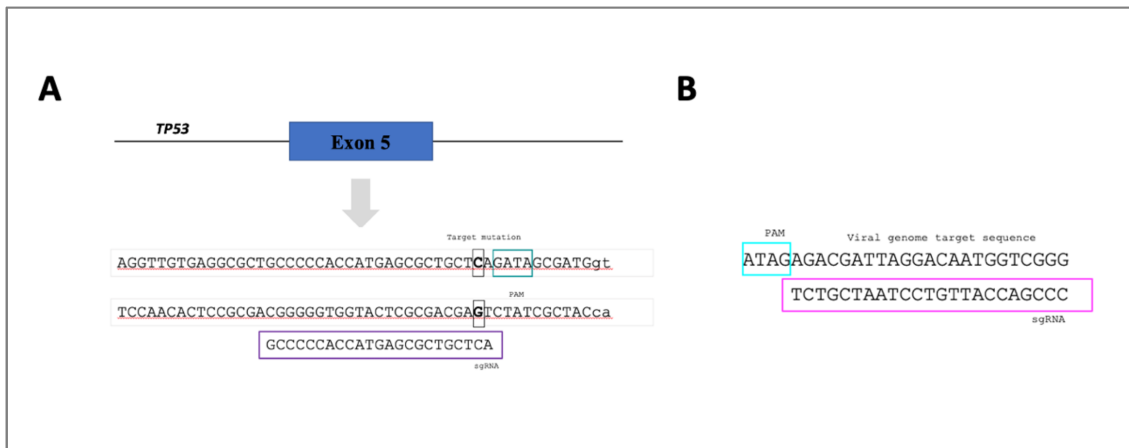 A
TP53
Exon 5
Target mutation
AGGTTGTGAGGCGCTGCCCCCACCATGAGCGCTGCTCAGATAGCGATGgt
PAM
TCCAACACTCCGCGACGGGGGTGGTACTCGCGACGAGTCTATCGCTACca
GCCCCCACCATGAGCGCTGCTCA
sgRNA
B
PAM Viral genome target sequence
ATAGAGACGATTAGGACAATGGTCGGG
TCTGCTAATCCTGTTACCAGCCC
sgRNA